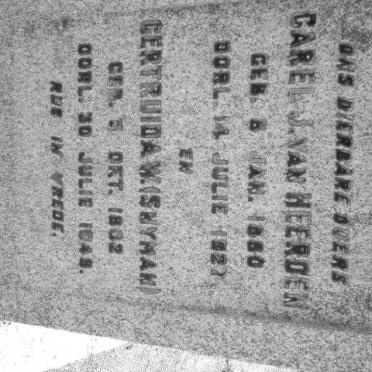 ONS DIERBARE OUERS
CAREL J. VAN HEERDEN
GEB. 8 JAN. 1880
OORL. 14 JULIE 1927
EN
GERTRUIDA W. (SNYMAN)
GEB. 5 OKT. 1882
OORL. 30 JULIE 1949.
RUS IN VREDE.